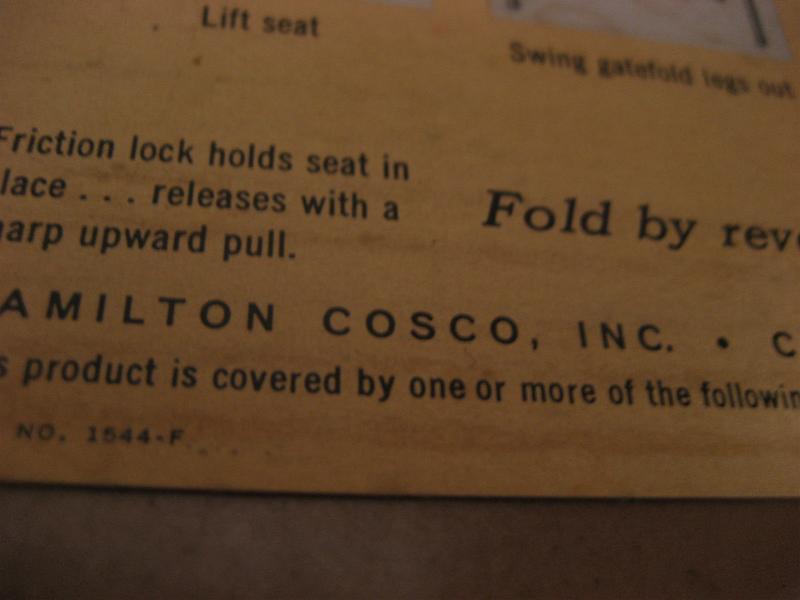 Lift seat
Swing gatefold legs out
Friction lock holds seat in
lace . . . releases with a
arp upward pull.
Fold by rev
AMILTON COSCO, INC. • C
s product is covered by one or more of the followin
NO. 1544-F